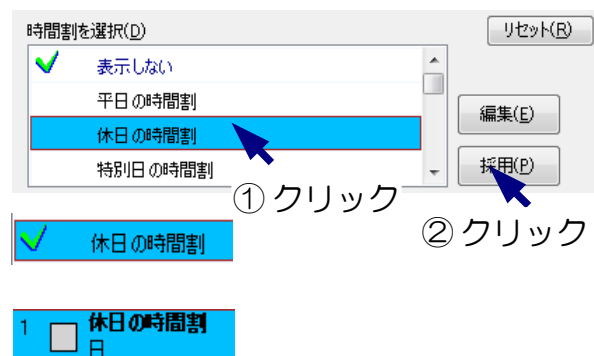 時間割を選択(D)
リセット(R)
表示しない
平日の時間割
休日の時間割
特別日の時間割
編集(E)
採用(P)
① クリック
② クリック
休日の時間割
1 休日の時間割
日